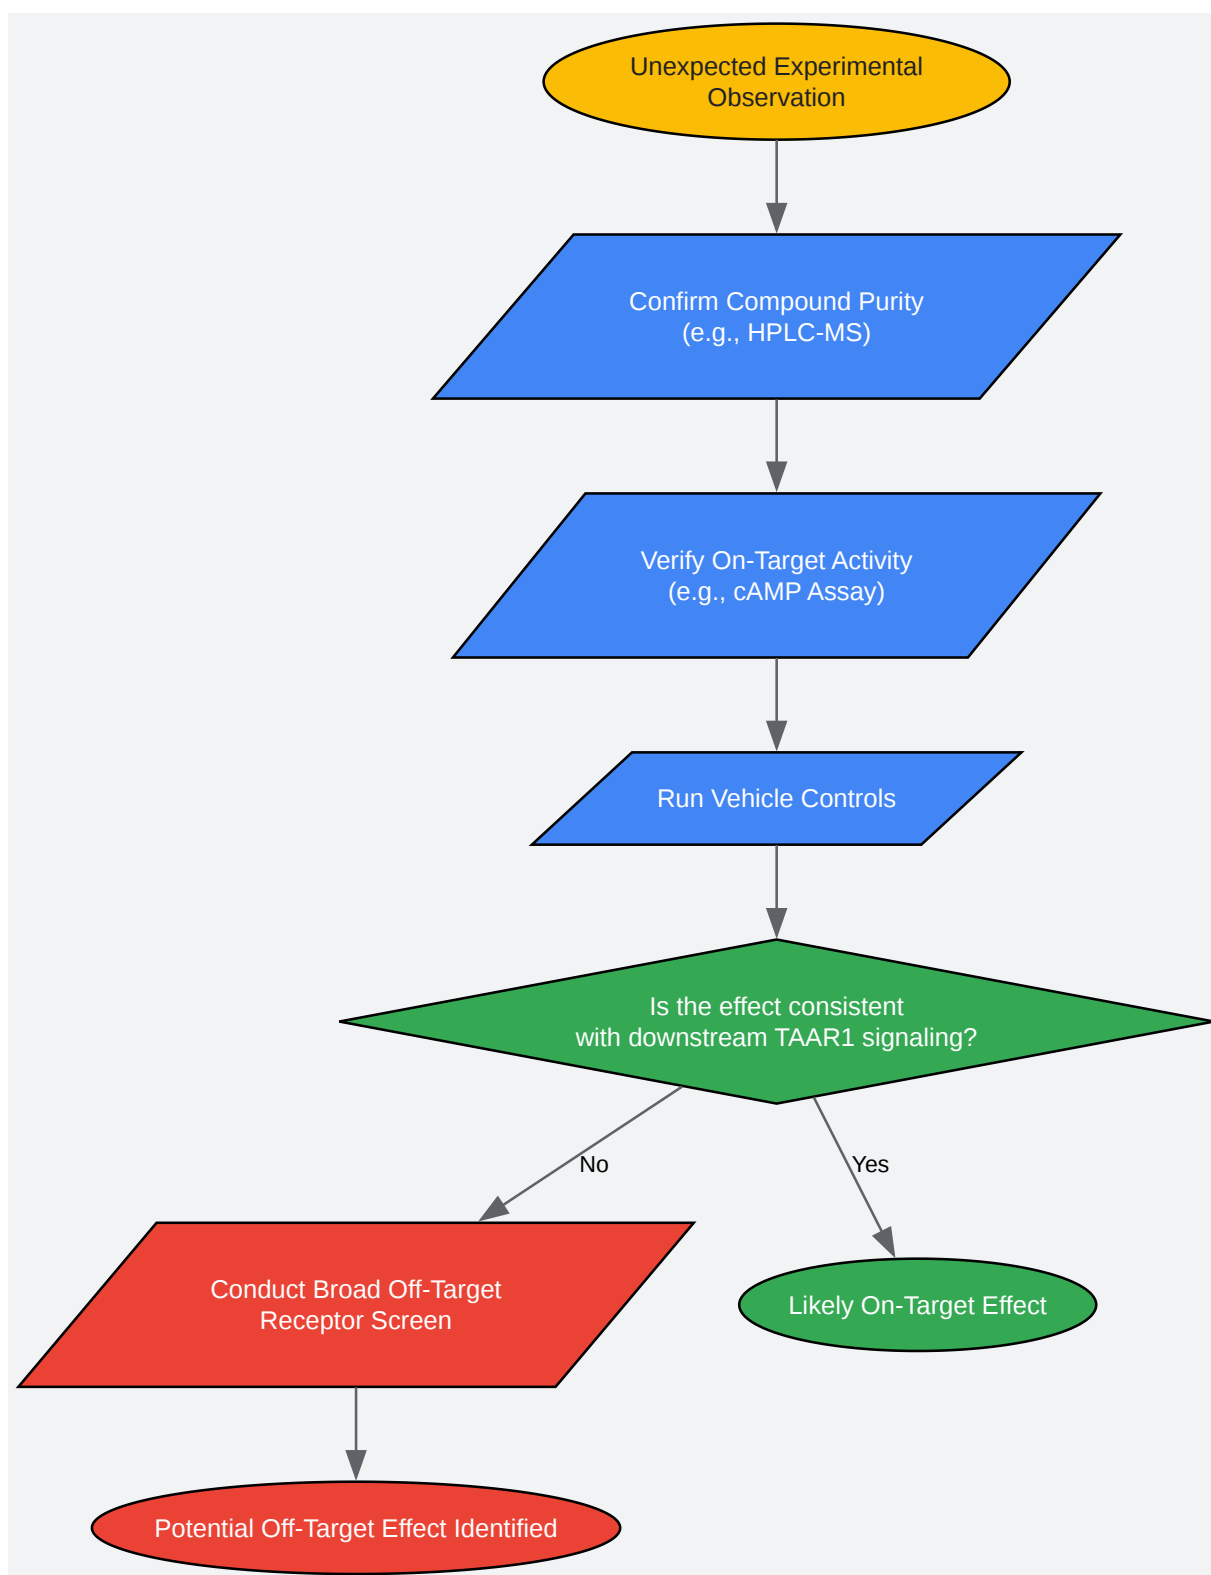 Unexpected Experimental
Observation
Confirm Compound Purity
(e.g., HPLC-MS)
Verify On-Target Activity
(e.g., cAMP Assay)
Run Vehicle Controls
Is the effect consistent
with downstream TAAR1 signaling?
No
Yes
Conduct Broad Off-Target
Receptor Screen
Likely On-Target Effect
Potential Off-Target Effect Identified